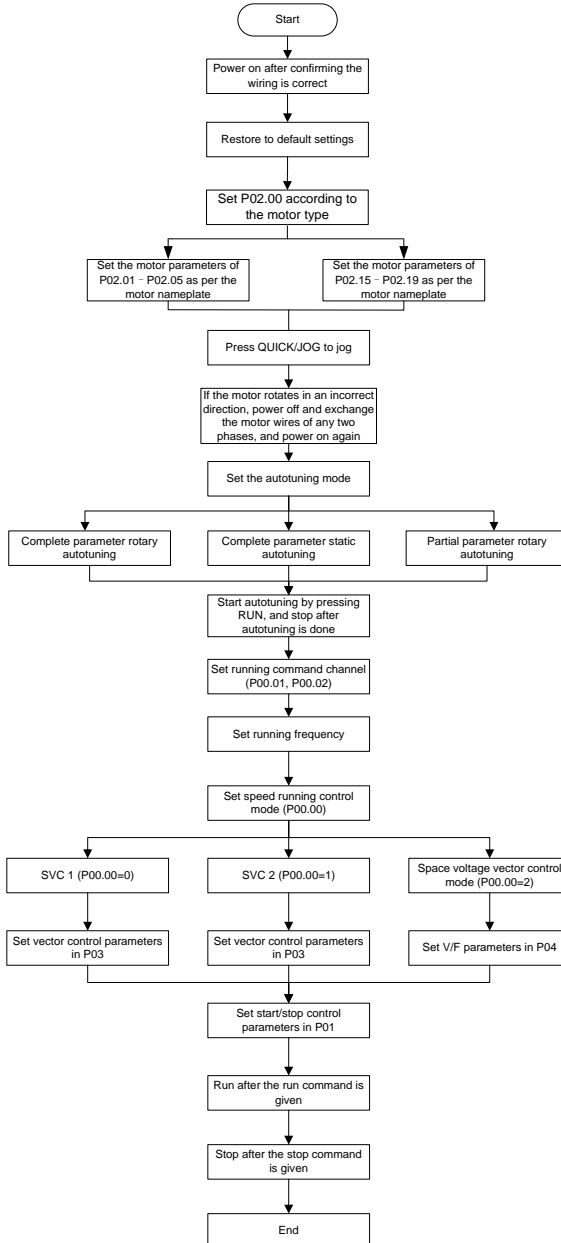 Start
Power on after confirming the
wiring is correct
Restore to default settings
Set P02.00 according to
the motor type
Set the motor parameters of
P02.01–P02.05 as per the
motor nameplate
Set the motor parameters of
P02.15–P02.19 as per the
motor nameplate
Press QUICK/JOG to jog
If the motor rotates in an incorrect
direction, power off and exchange
the motor wires of any two
phases, and power on again
Set the autotuning mode
Complete parameter rotary
autotuning
Complete parameter static
autotuning
Partial parameter rotary
autotuning
Start autotuning by pressing
RUN, and stop after
autotuning is done
Set running command channel
(P00.01, P00.02)
Set running frequency
Set speed running control
mode (P00.00)
SVC 1 (P00.00=0)
SVC 2 (P00.00=1)
Space voltage vector control
mode (P00.00=2)
Set vector control parameters
in P03
Set vector control parameters
in P03
Set V/F parameters in P04
Set start/stop control
parameters in P01
Run after the run command is
given
Stop after the stop command
is given
End